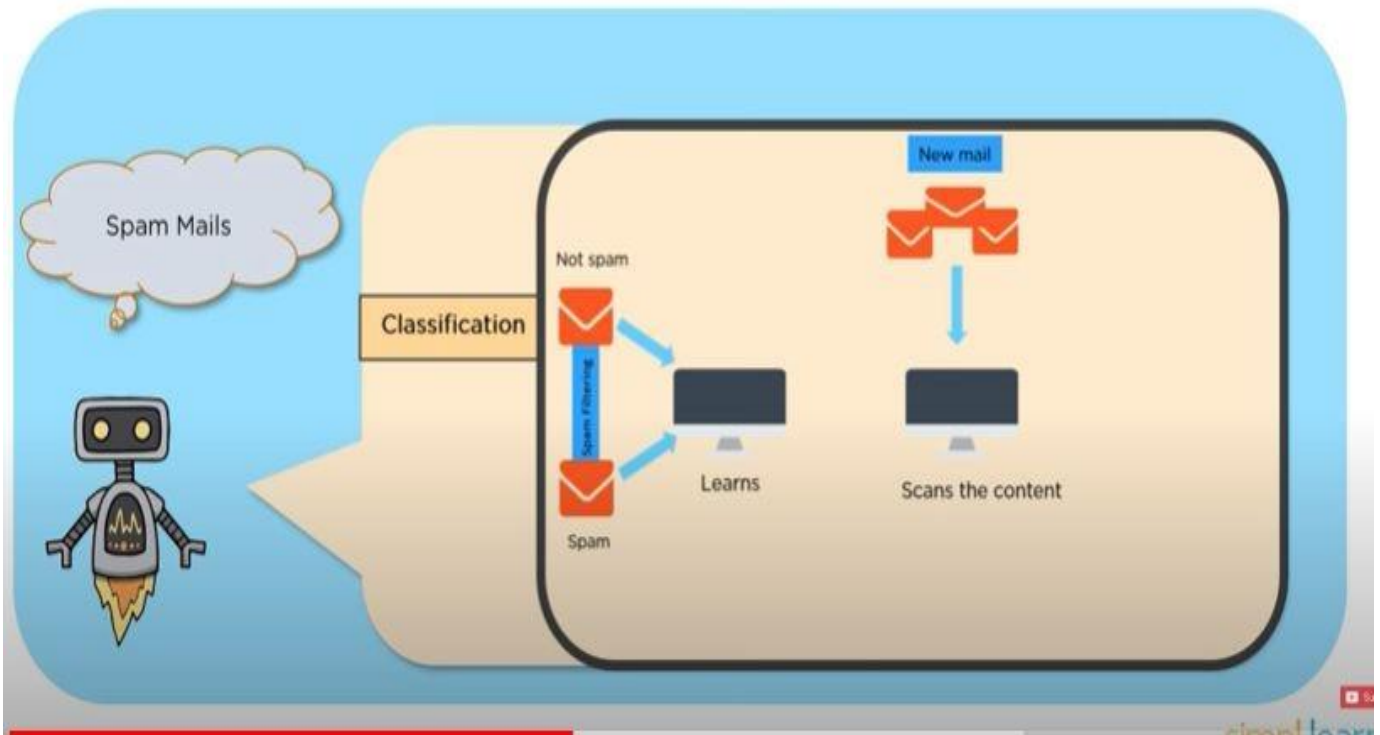 Spam Mails
Classification
Not spam
Spam Filtering
Spam
Learns
New mail
Scans the content